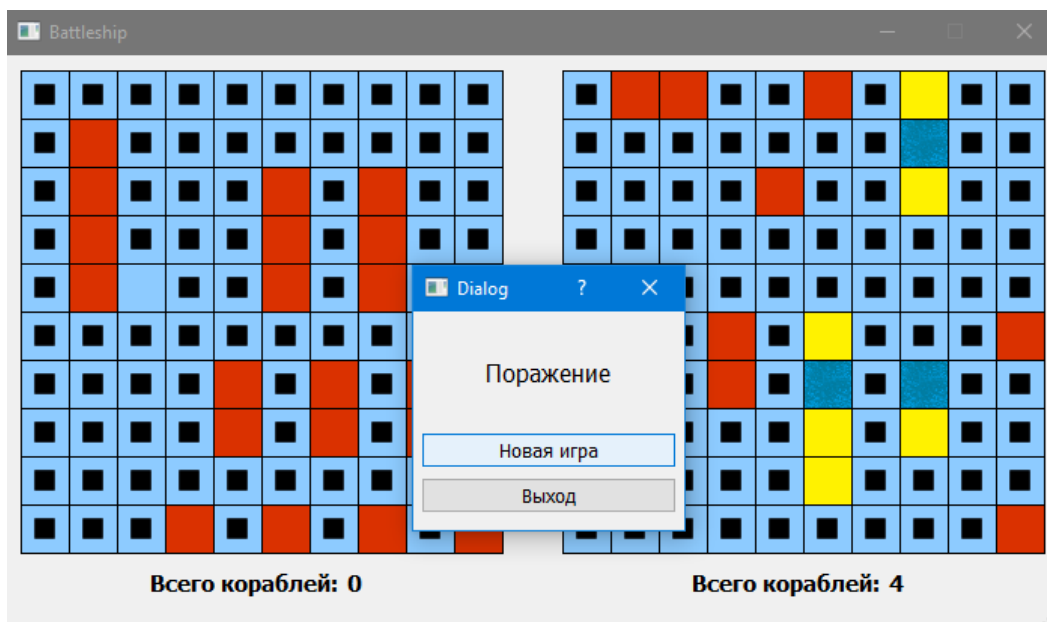 Battleship
Dialog
Поражение
Новая игра
Выход
Всего кораблей: 0
Всего кораблей: 4